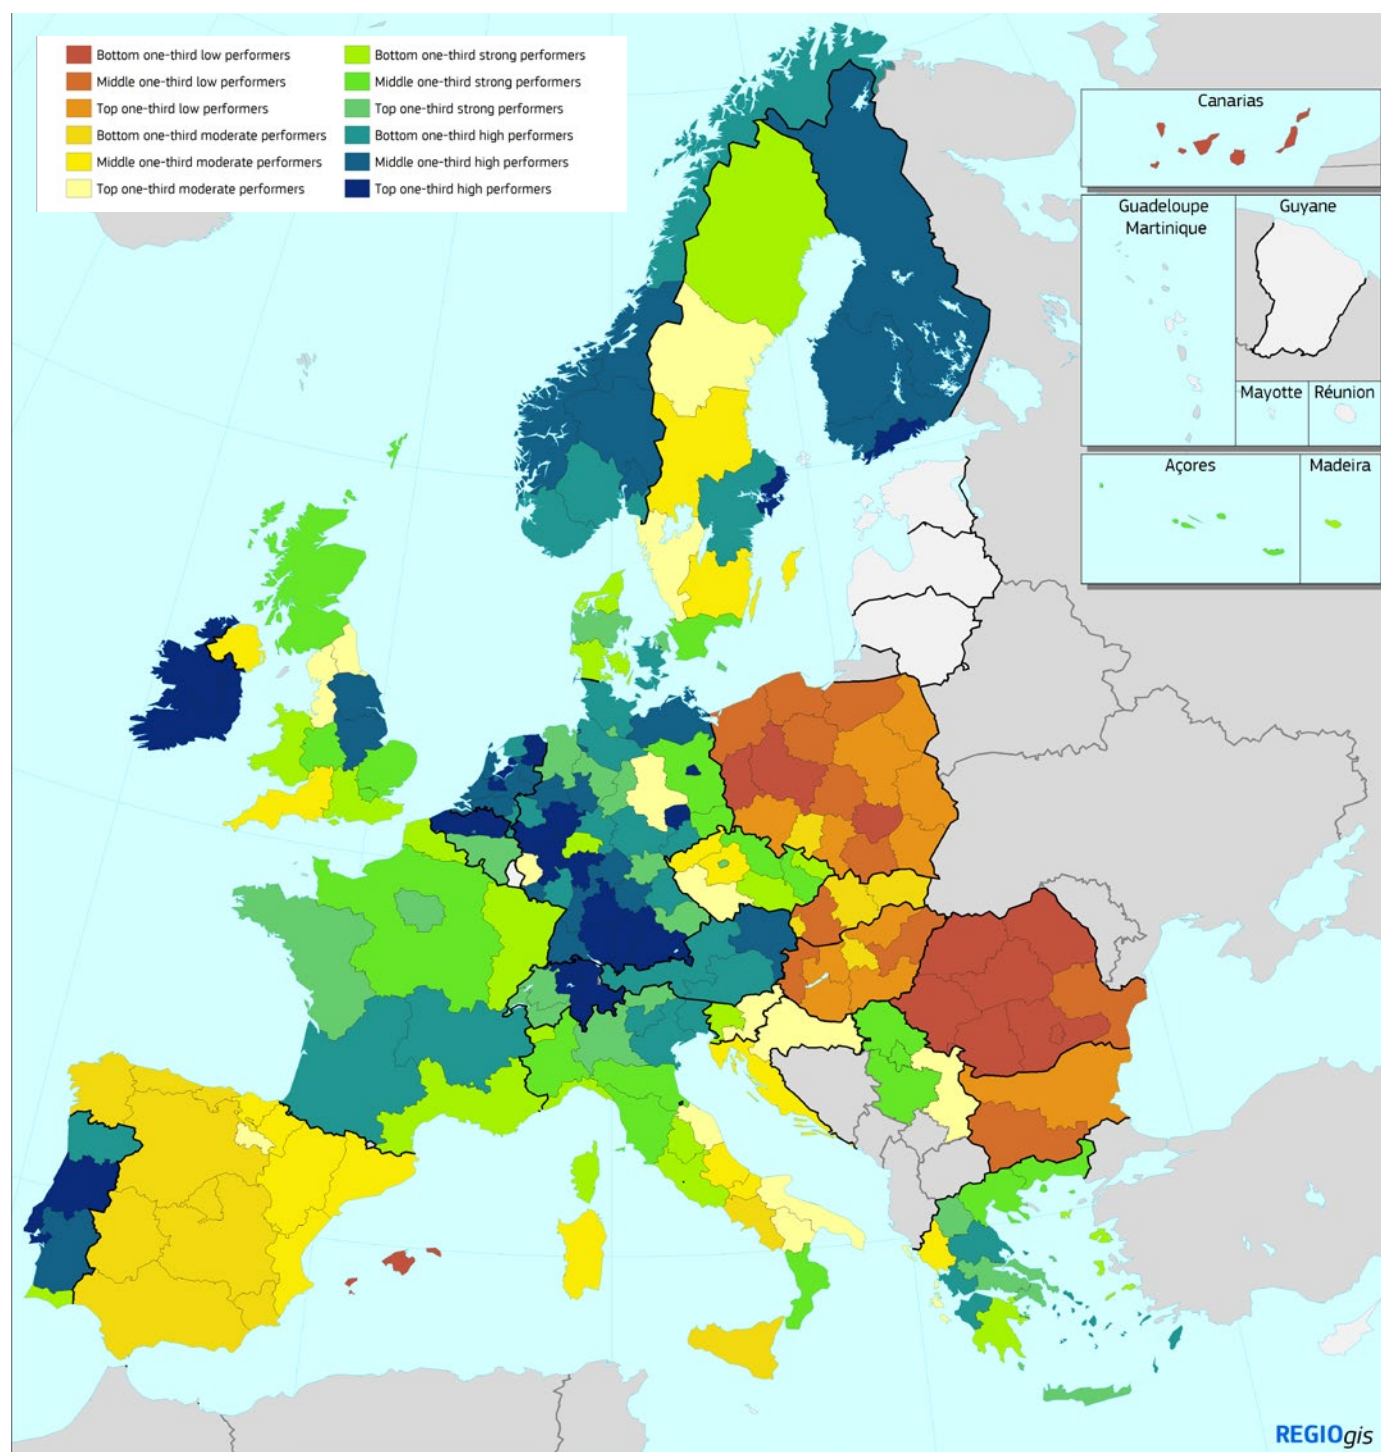 Bottom one-third low performers
Middle one-third low performers
Top one-third low performers
Bottom one-third moderate performers
Middle one-third moderate performers
Top one-third moderate performers
Bottom one-third strong performers
Middle one-third strong performers
Top one-third strong performers
Bottom one-third high performers
Middle one-third high performers
Top one-third high performers
Canarias
Guadeloupe
Martinique
Guyane
Mayotte
Réunion
Açores
Madeira
REGIOgis